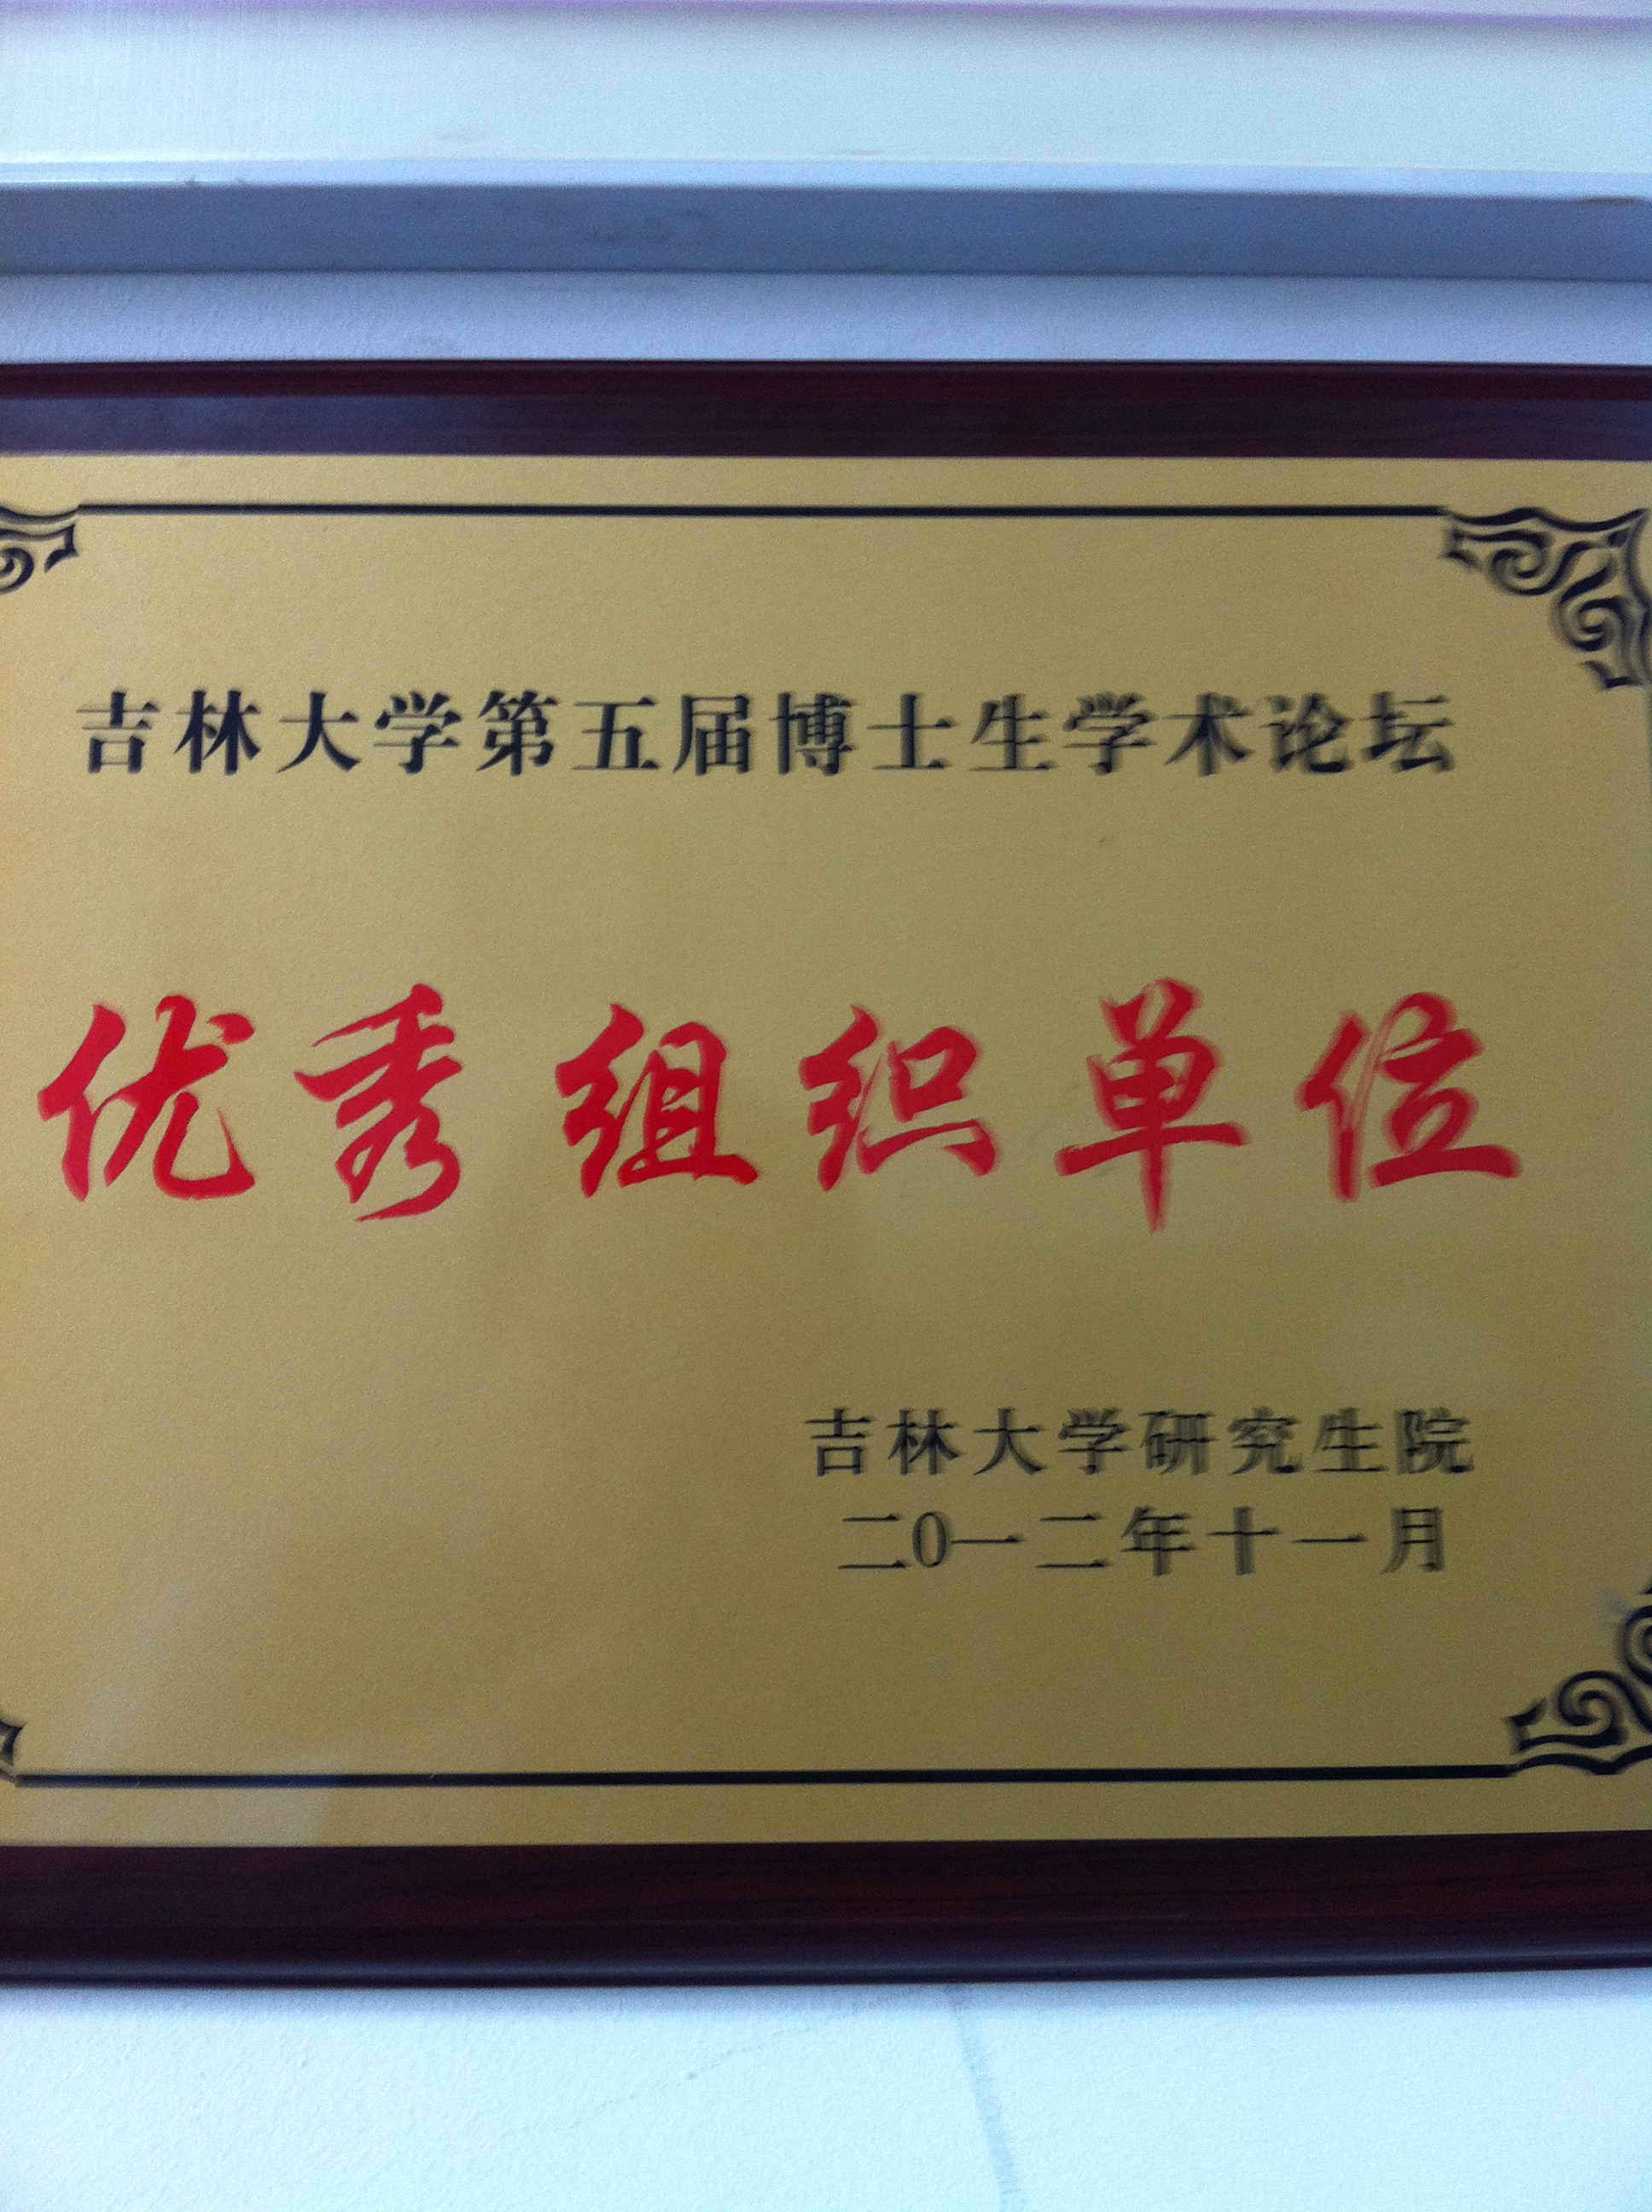 吉林大学第五届博士生学术论坛
优秀组织单位
吉林大学研究生院
二0一二年十一月